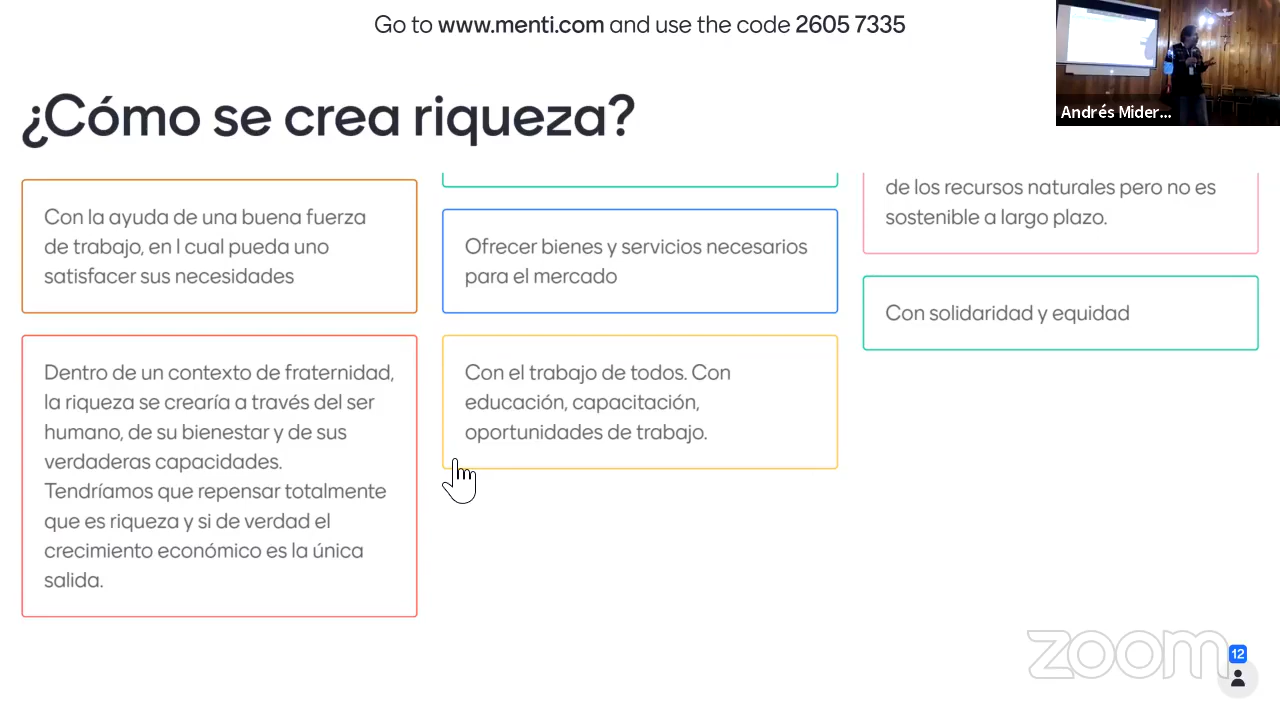 Go to www.menti.com and use the code 2605 7335
Andrés Mider...
¿Cómo se crea riqueza?
Con la ayuda de una buena fuerza
de trabajo, en l cual pueda uno
satisfacer sus necesidades
Dentro de un contexto de fraternidad,
la riqueza se crearía a través del ser
humano, de su bienestar y de sus
verdaderas capacidades.
Tendríamos que repensar totalmente
que es riqueza y si de verdad el
crecimiento económico es la única
salida.
Ofrecer bienes y servicios necesarios
para el mercado
Con el trabajo de todos. Con
educación, capacitación,
oportunidades de trabajo.
de los recursos naturales pero no es
sostenible a largo plazo.
Con solidaridad y equidad
zoom
12